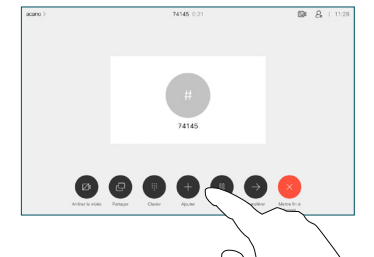 acano
74145 0:21
11:28
#
74145
Arrêter la vidéo Partager Clavier Ajouter Mettre fin à